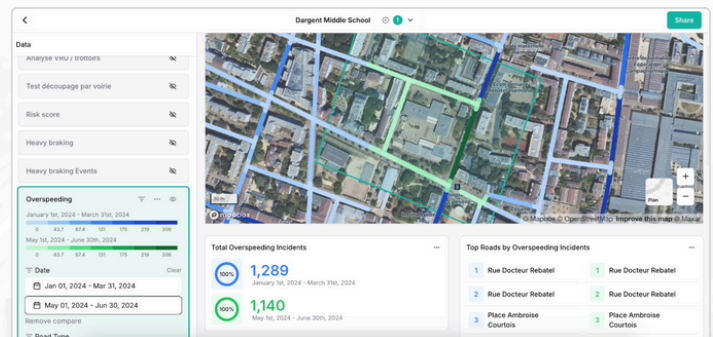 Dargent Middle School
1
Share
Data
Analyse VRU / trottoirs
Test découpage par voirie
Risk score
Heavy braking
Heavy braking Events
Overspeeding
January 1st, 2024 - March 31st, 2024
0 43.7 87.4 131 175 219 306
May 1st, 2024 - June 30th, 2024
0 43.7 87.4 131 175 219 306
Date
Clear
Jan 01, 2024 - Mar 31, 2024
May 01, 2024 - Jun 30, 2024
Remove compare
Road Type
50 m
mapbox
Plan
+
−
© Mapbox © OpenStreetMap Improve this map © Maxar
Total Overspeeding Incidents
100%
1,289
January 1st, 2024 - March 31st, 2024
100%
1,140
May 1st, 2024 - June 30th, 2024
Top Roads by Overspeeding Incidents
1 Rue Docteur Rebatel
1 Rue Docteur Rebatel
2 Rue Docteur Rebatel
2 Rue Docteur Rebatel
3 Place Ambroise
Courtois
3 Place Ambroise
Courtois